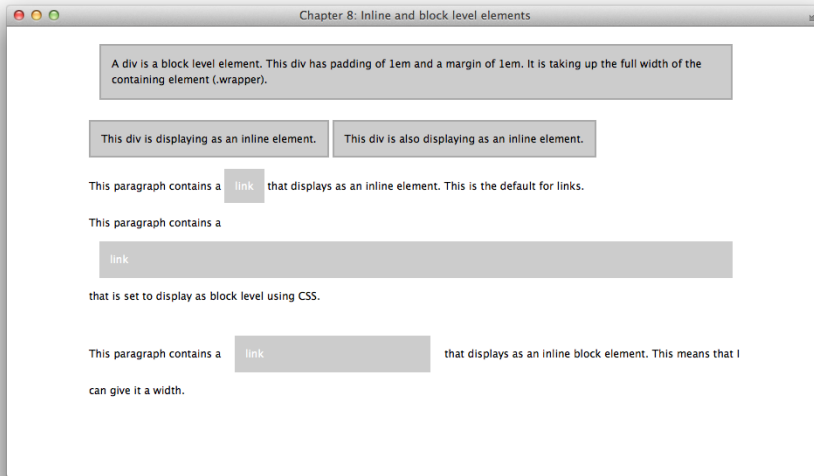 Chapter 8: Inline and block level elements
A div is a block level element. This div has padding of 1em and a margin of 1em. It is taking up the full width of the
containing element (.wrapper).
This div is displaying as an inline element. This div is also displaying as an inline element.
This paragraph contains a link that displays as an inline element. This is the default for links.
This paragraph contains a
link
that is set to display as block level using CSS.
This paragraph contains a link that displays as an inline block element. This means that I
can give it a width.